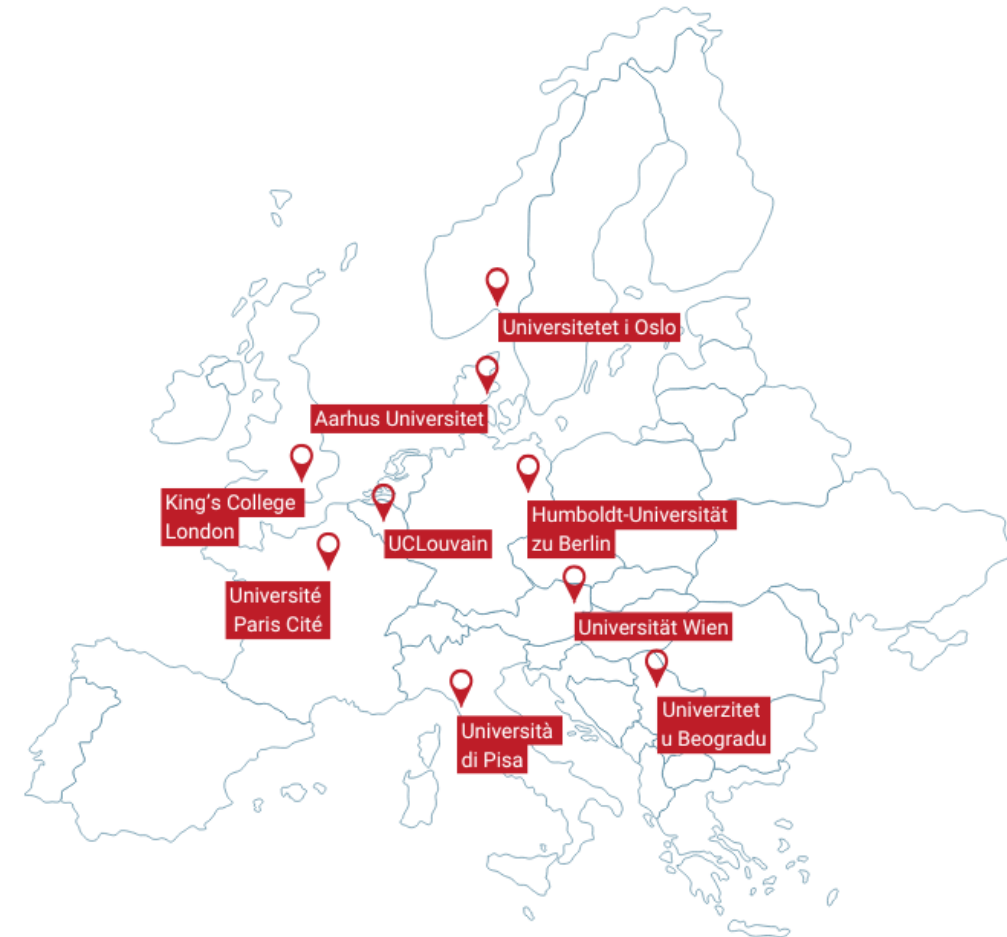 Universitetet i Oslo
Aarhus Universitet
King's College
London
UCLouvain
Humboldt-Universität
zu Berlin
Université
Paris Cité
Universität Wien
Università
di Pisa
Univerzitet
u Beogradu